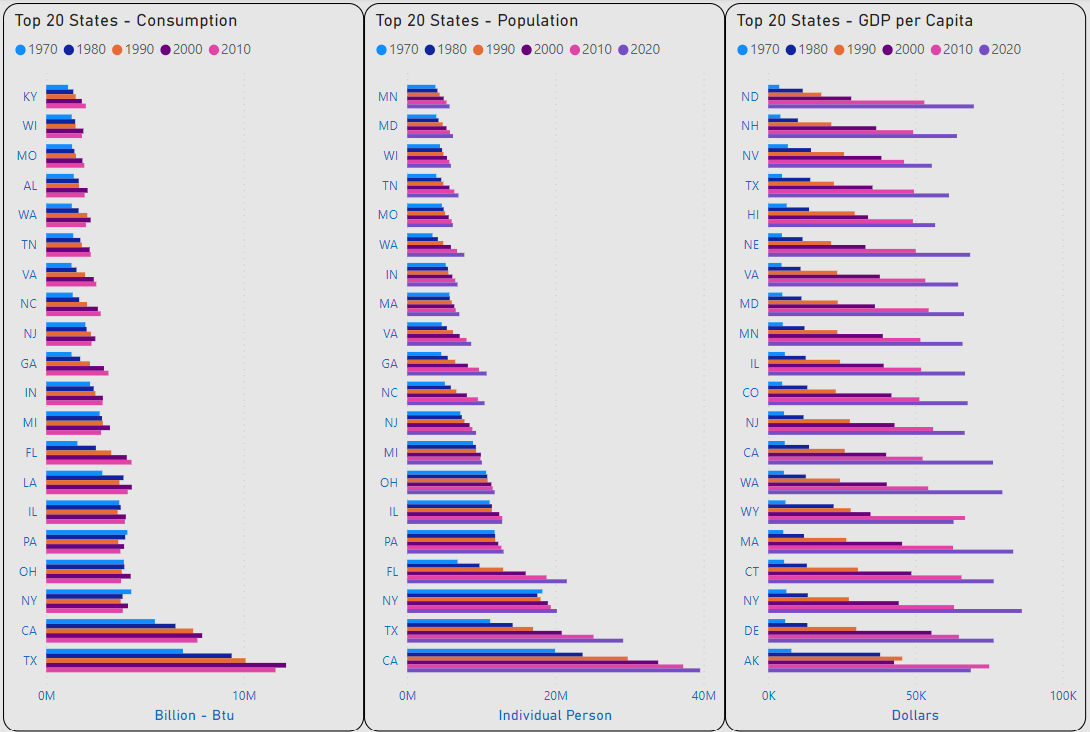 Top 20 States - Consumption
1970 1980 1990 2000 2010
KY
WI
MO
AL
WA
TN
VA
NC
NJ
GA
IN
MI
FL
LA
IL
PA
OH
NY
CA
TX
0M 10M
Billion - Btu
Top 20 States - Population
1970 1980 1990 2000 2010 2020
MN
MD
WI
TN
MO
WA
IN
MA
VA
GA
NC
NJ
MI
OH
IL
PA
FL
NY
TX
CA
0M 20M 40M
Individual Person
Top 20 States - GDP per Capita
1970 1980 1990 2000 2010 2020
ND
NH
NV
TX
HI
NE
VA
MD
MN
IL
CO
NJ
CA
WA
WY
MA
CT
NY
DE
AK
0K 50K 100K
Dollars